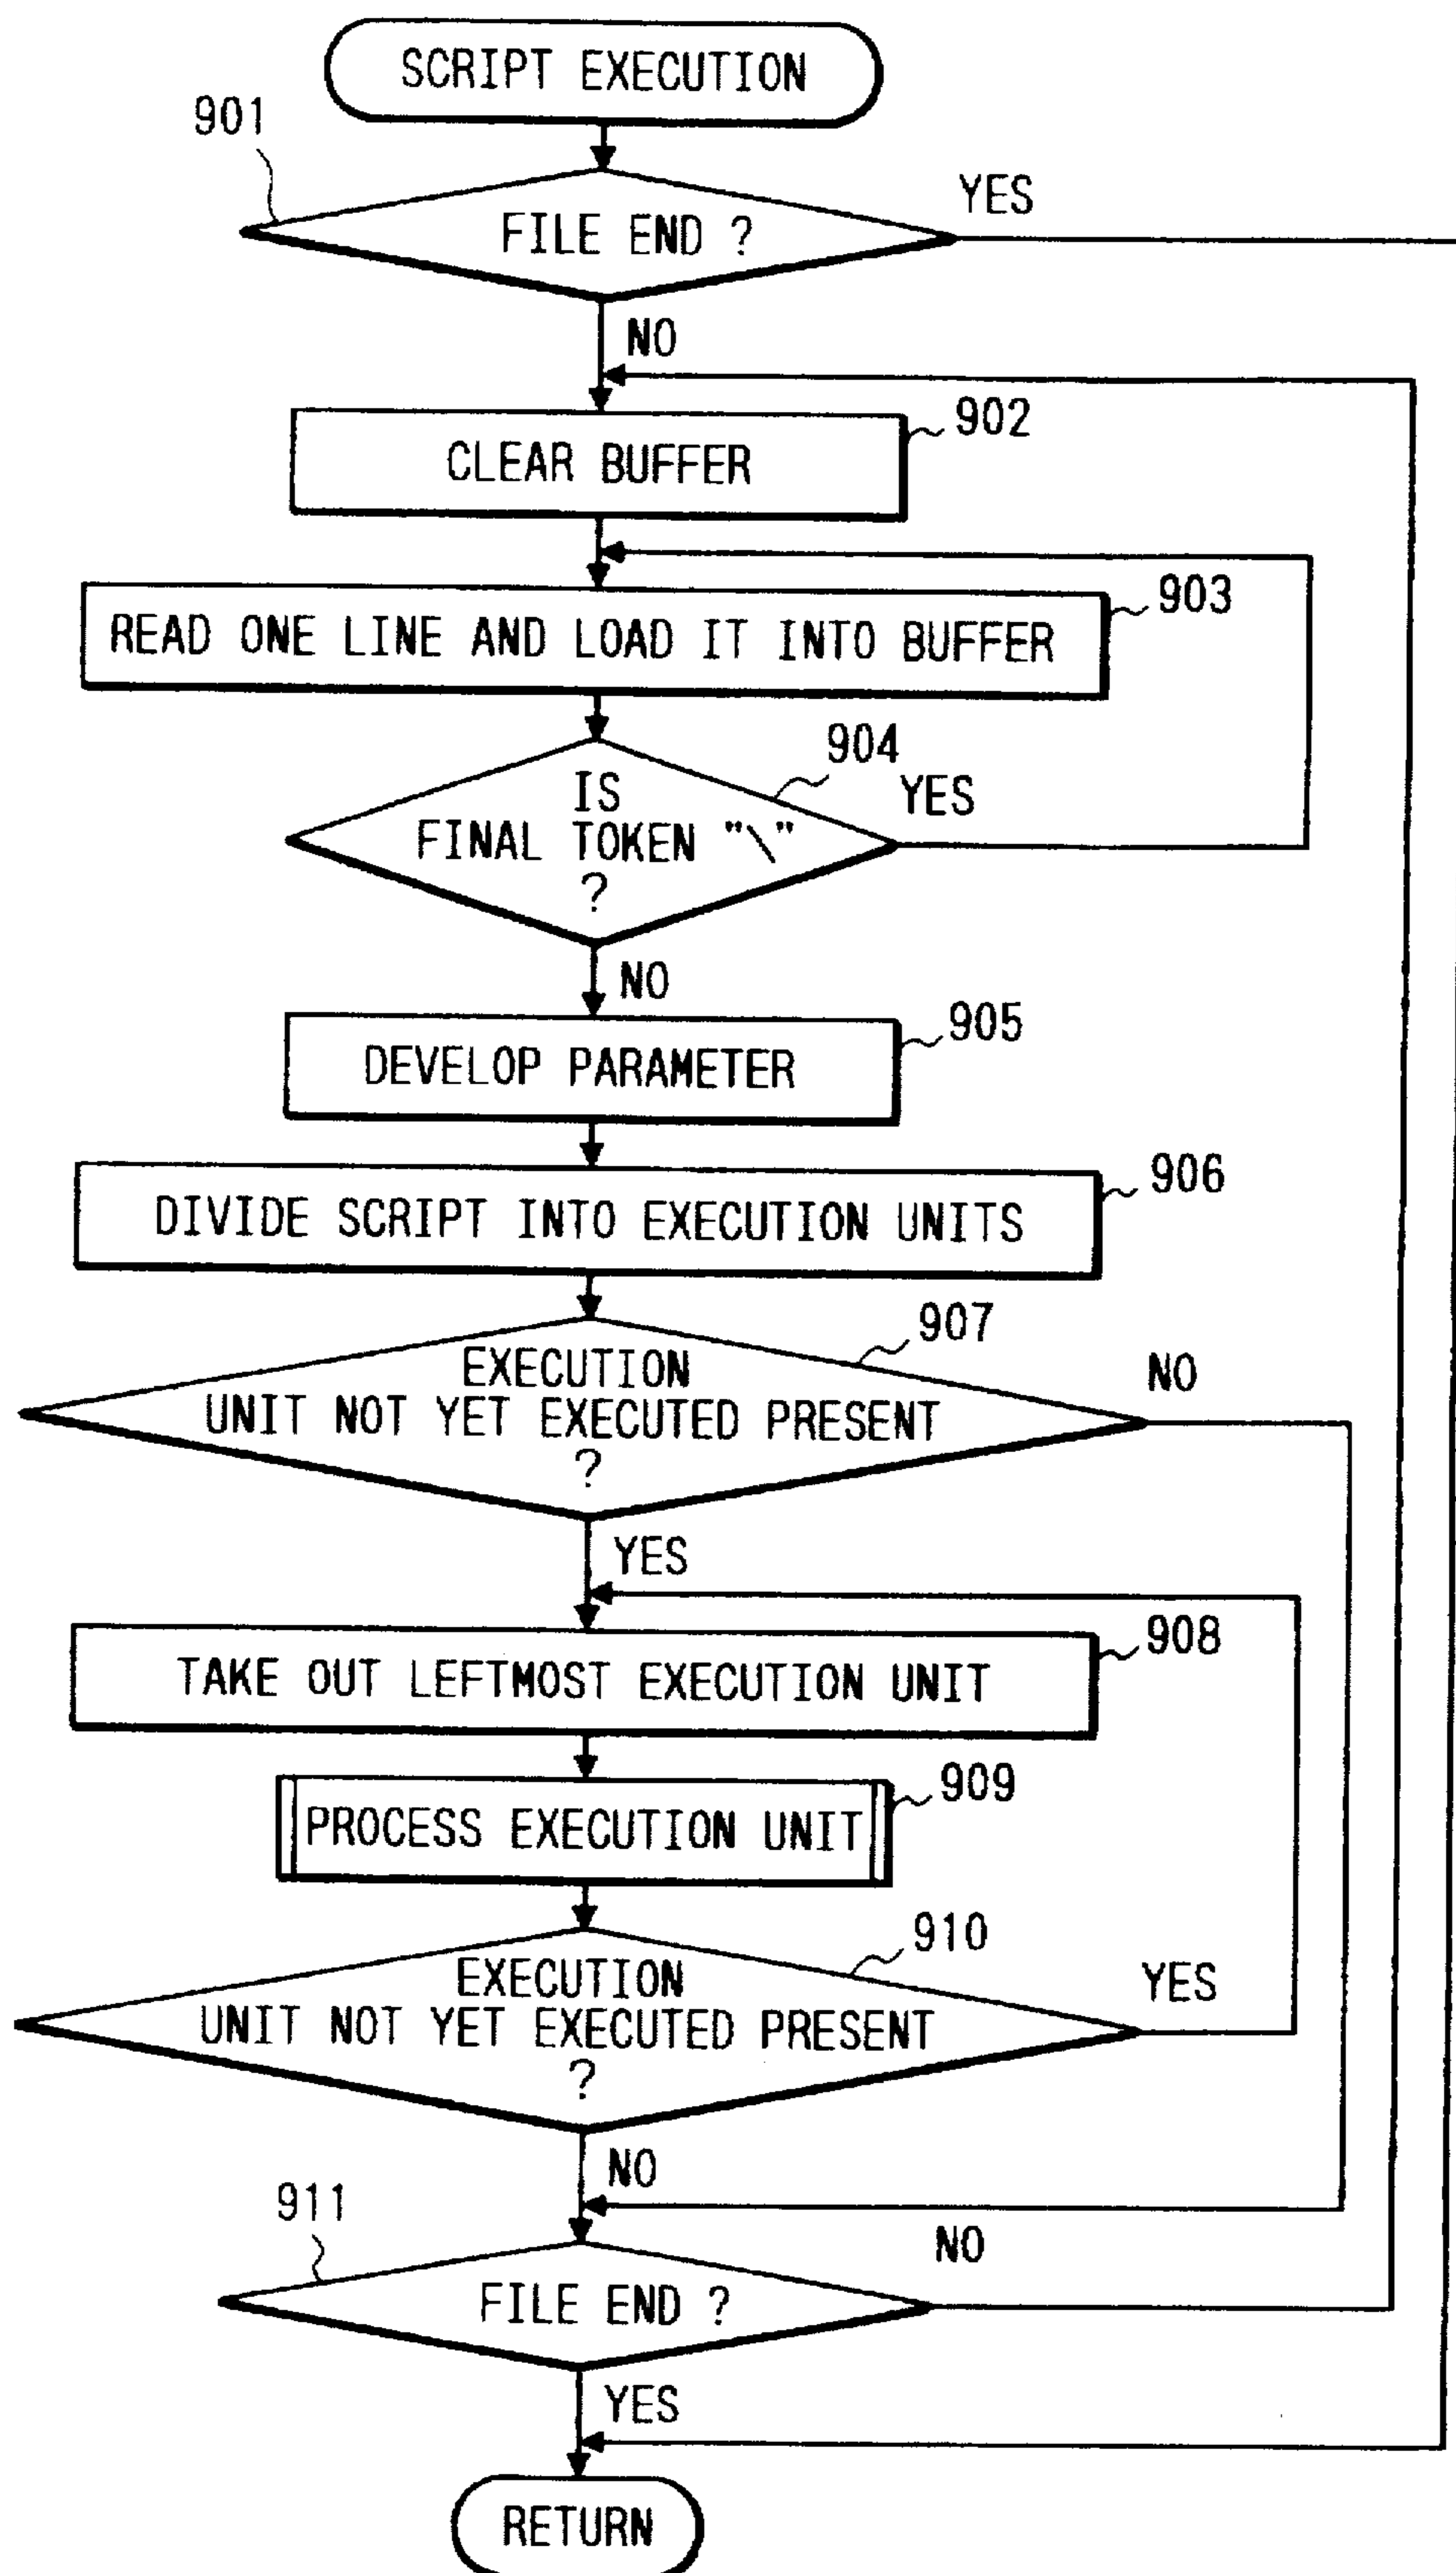 SCRIPT EXECUTION
901
FILE END ?
YES
NO
902
CLEAR BUFFER
903
READ ONE LINE AND LOAD IT INTO BUFFER
904
IS
FINAL TOKEN "\"
?
YES
NO
905
DEVELOP PARAMETER
906
DIVIDE SCRIPT INTO EXECUTION UNITS
907
EXECUTION
UNIT NOT YET EXECUTED PRESENT
?
NO
YES
908
TAKE OUT LEFTMOST EXECUTION UNIT
909
PROCESS EXECUTION UNIT
910
EXECUTION
UNIT NOT YET EXECUTED PRESENT
?
YES
NO
911
FILE END ?
NO
YES
RETURN